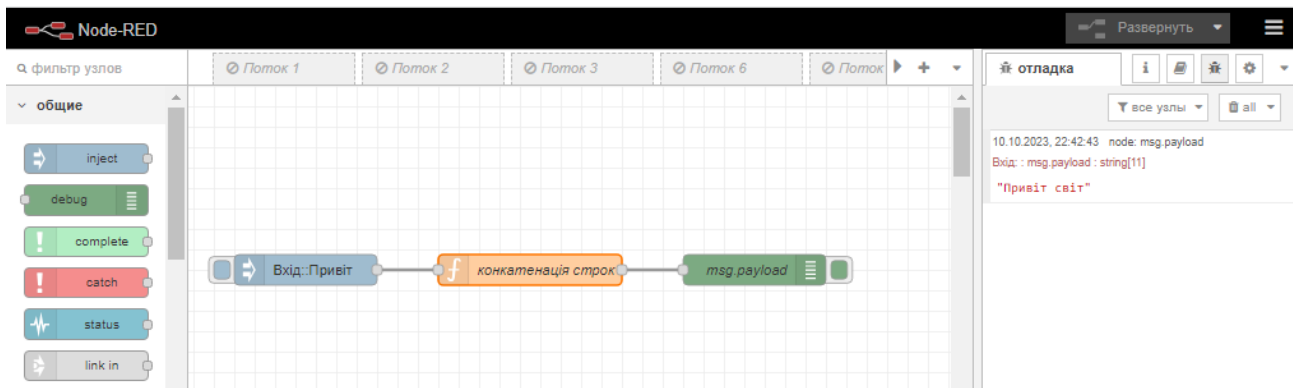 Node-RED
Развернуть
фильтр узлов
Поток 1
Поток 2
Поток 3
Поток 6
Поток
отладка
общие
все узлы
all
10.10.2023, 22:42:43 node: msg.payload
Вхід: : msg.payload : string[11]
"Привіт світ"
inject
debug
complete
catch
status
link in
Вхід::Привіт
конкатенація строк
msg.payload